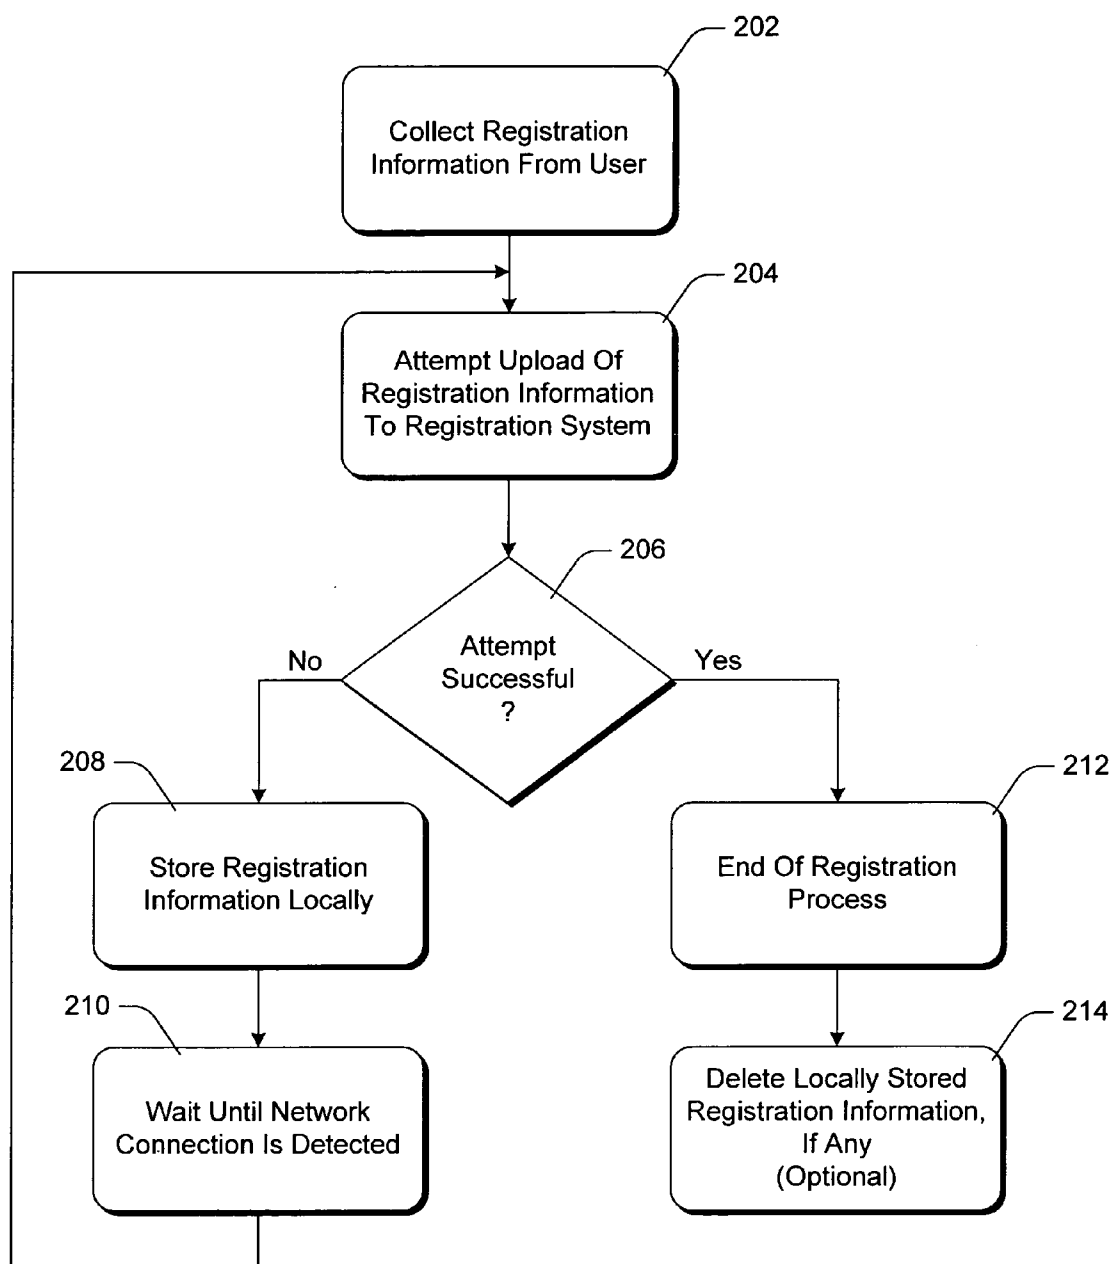 202
Collect Registration
Information From User
204
Attempt Upload Of
Registration Information
To Registration System
206
Attempt
Successful
?
No
Yes
208
Store Registration
Information Locally
212
End Of Registration
Process
210
Wait Until Network
Connection Is Detected
214
Delete Locally Stored
Registration Information,
If Any
(Optional)